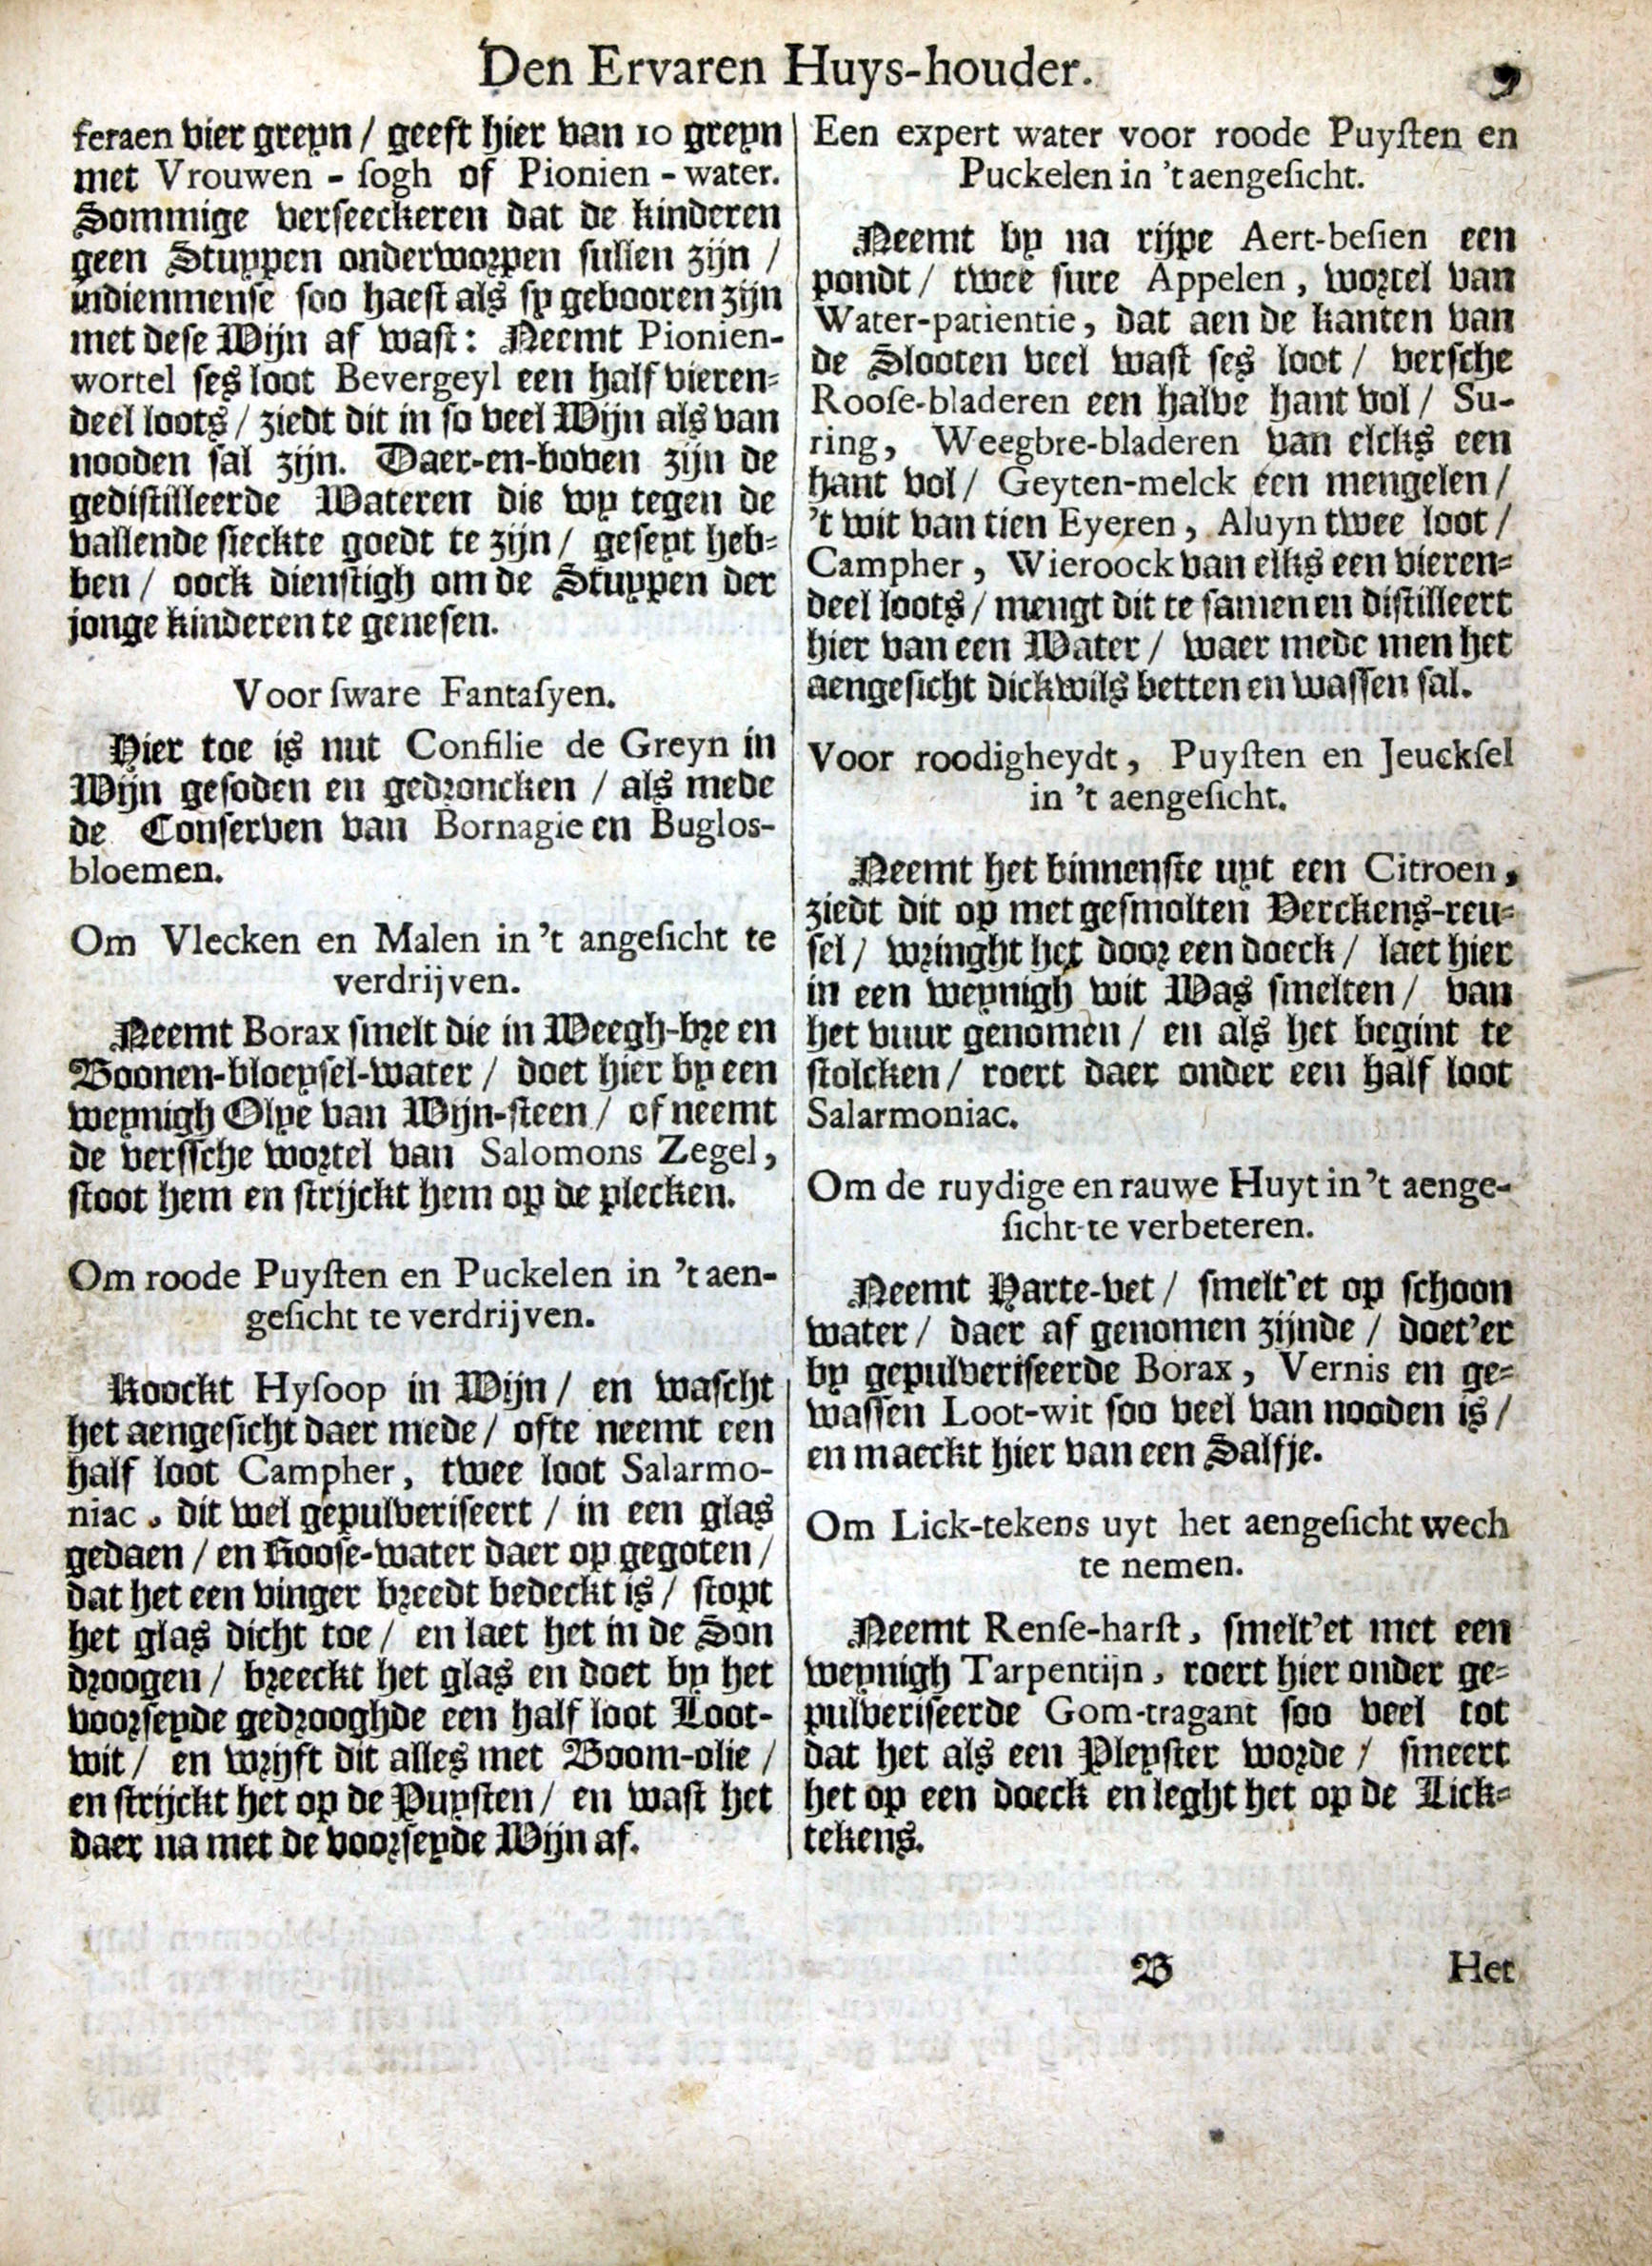 Den Ervaren Huys-houder. 9
feraen vier greyn / geeft hier van 10 greyn
met Vrouwen-sogh of Pionien-water.
Sommige verseeckeren dat de kinderen
geen Stuypen onderworpen sullen zijn /
indienmense soo haest als sy gebooren zijn
met dese Wijn af wast: Neemt Pionien-
wortel ses loot Bevergeyl een half vieren-
deel loots / ziedt dit in so veel Wijn als van
nooden sal zijn. Daer-en-boven zijn de
gedistilleerde Wateren die wy tegen de
vallende sieckte goedt te zijn / geseyt heb-
ben / oock dienstigh om de Stuypen der
jonge kinderen te genesen.
Voor sware Fantasyen.
Hier toe is nut Confilie de Greyn in
Wijn gesoden en gedroncken / als mede
de Conserven van Bornagie en Buglos-
bloemen.
Om Vlecken en Malen in 't angesicht te
verdrijven.
Neemt Borax smelt die in Weegh-bre en
Boonen-bloeysel-water / doet hier by een
weynigh Olye van Wijn-steen / of neemt
de verssche wortel van Salomons Zegel,
stoot hem en strijckt hem op de plecken.
Om roode Puysten en Puckelen in 't aen-
gesicht te verdrijven.
Koockt Hysoop in Wijn / en wascht
het aengesicht daer mede / ofte neemt een
half loot Campher, twee loot Salarmo-
niac, dit wel gepulveriseert / in een glas
gedaen / en Roose-water daer op gegoten /
dat het een vinger breedt bedeckt is / stopt
het glas dicht toe / en laet het in de Son
droogen / breeckt het glas en doet by het
voorseyde gedrooghde een half loot Loot-
wit / en wrijft dit alles met Boom-olie /
en strijckt het op de Puysten / en wast het
daer na met de voorseyde Wijn af.
Een expert water voor roode Puysten en
Puckelen in 't aengesicht.
Neemt by na rijpe Aert-besien een
pondt / twee sure Appelen, wortel van
Water-patientie, dat aen de kanten van
de Slooten veel wast ses loot / versche
Roose-bladeren een halve hant vol / Su-
ring, Weegbre-bladeren van elcks een
hant vol / Geyten-melck een mengelen /
't wit van tien Eyeren, Aluyn twee loot /
Campher, Wieroock van elks een vieren-
deel loots / mengt dit te samen en distilleert
hier van een Water / waer mede men het
aengesicht dickwils betten en wassen sal.
Voor roodigheydt, Puysten en Jeucksel
in 't aengesicht.
Neemt het binnenste uyt een Citroen,
ziedt dit op met gesmolten Verckens-reu-
sel / wringht het door een doeck / laet hier
in een weynigh wit Was smelten / van
het vuur genomen / en als het begint te
stolcken / roert daer onder een half loot
Salarmoniac.
Om de ruydige en rauwe Huyt in 't aenge-
sicht te verbeteren.
Neemt Harte-vet / smelt'et op schoon
water / daer af genomen zijnde / doet'er
by gepulveriseerde Borax, Vernis en ge-
wassen Loot-wit soo veel van nooden is /
en maeckt hier van een Salfje.
Om Lick-tekens uyt het aengesicht wech
te nemen.
Neemt Rense-harst, smelt'et met een
weynigh Tarpentijn, roert hier onder ge-
pulveriseerde Gom-tragant soo veel tot
dat het als een Pleyster worde / smeert
het op een doeck en leght het op de Lick-
tekens.
B Het